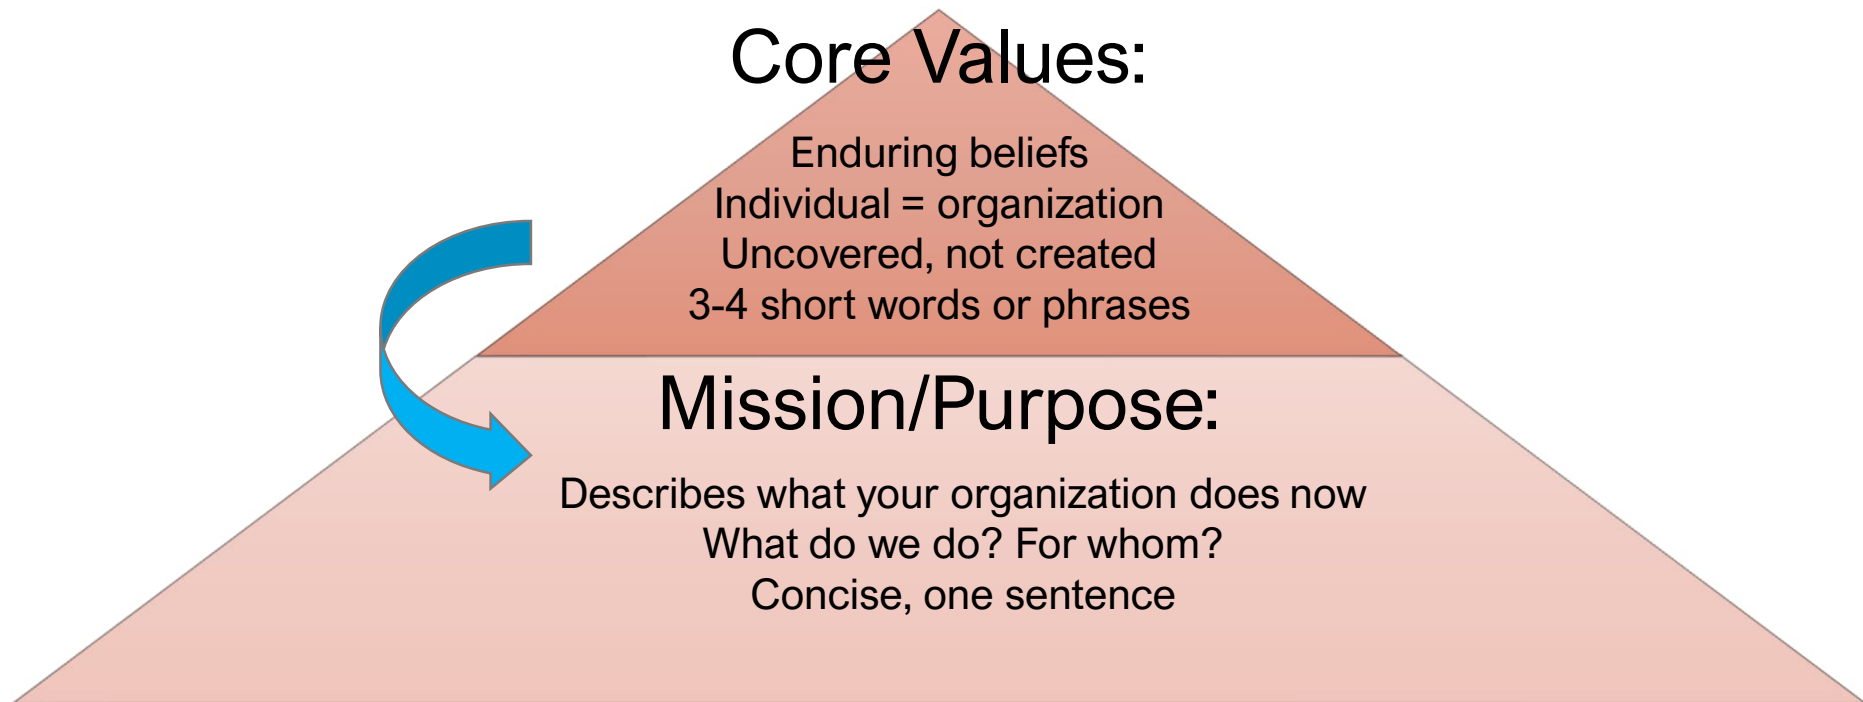 Core Values:
Enduring beliefs
Individual = organization
Uncovered, not created
3-4 short words or phrases
Mission/Purpose:
Describes what your organization does now
What do we do? For whom?
Concise, one sentence